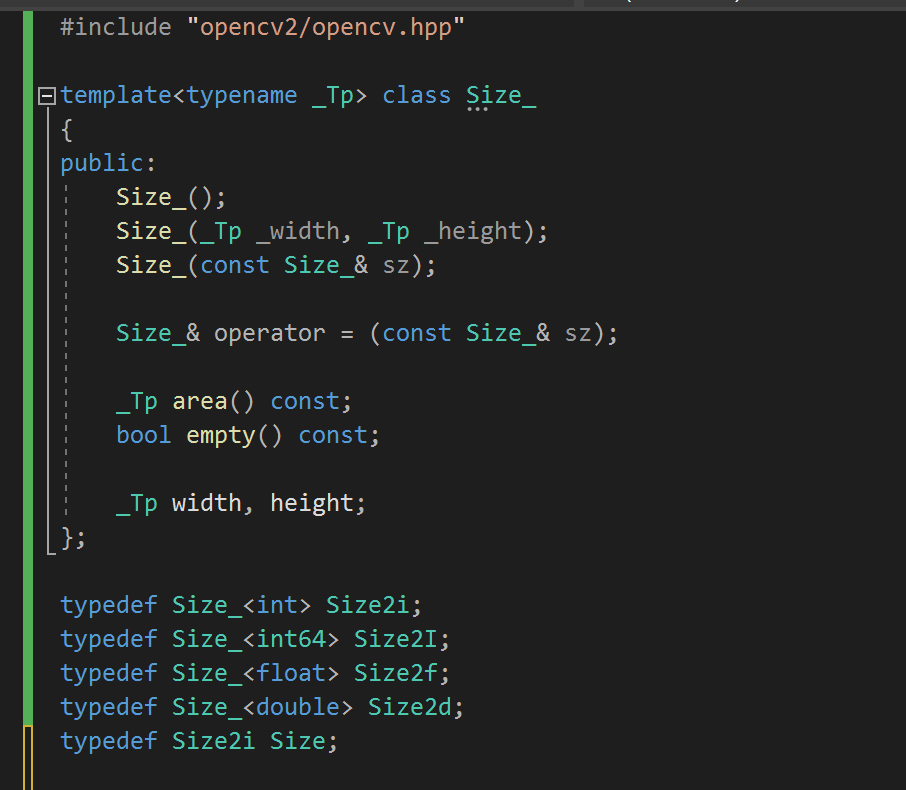 #include "opencv2/opencv.hpp"
template<typename _Tp> class Size_
{
public:
Size_();
Size_(_Tp _width, _Tp _height);
Size_(const Size_& sz);
Size_& operator = (const Size_& sz);
_Tp area() const;
bool empty() const;
_Tp width, height;
};
typedef Size_<int> Size2i;
typedef Size_<int64> Size2I;
typedef Size_<float> Size2f;
typedef Size_<double> Size2d;
typedef Size2i Size;